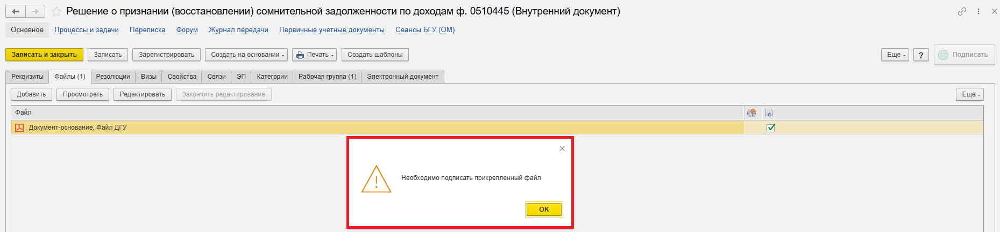 Решение о признании (восстановлении) сомнительной задолженности по доходам ф. 0510445 (Внутренний документ)
Основное Процессы и задачи Переписка Форум Журнал передачи Первичные учетные документы Сеансы БГУ (ОМ)
Записать и закрыть Записать Зарегистрировать Создать на основании Печать Создать шаблоны Еще ? Подписать
Реквизиты Файлы (1) Резолюции Визы Свойства Связи ЭП Категории Рабочая группа (1) Электронный документ
Добавить Просмотреть Редактировать Закончить редактирование Еще
Файл
Документ-основание, Файл ДГУ
Необходимо подписать прикрепленный файл
ОК